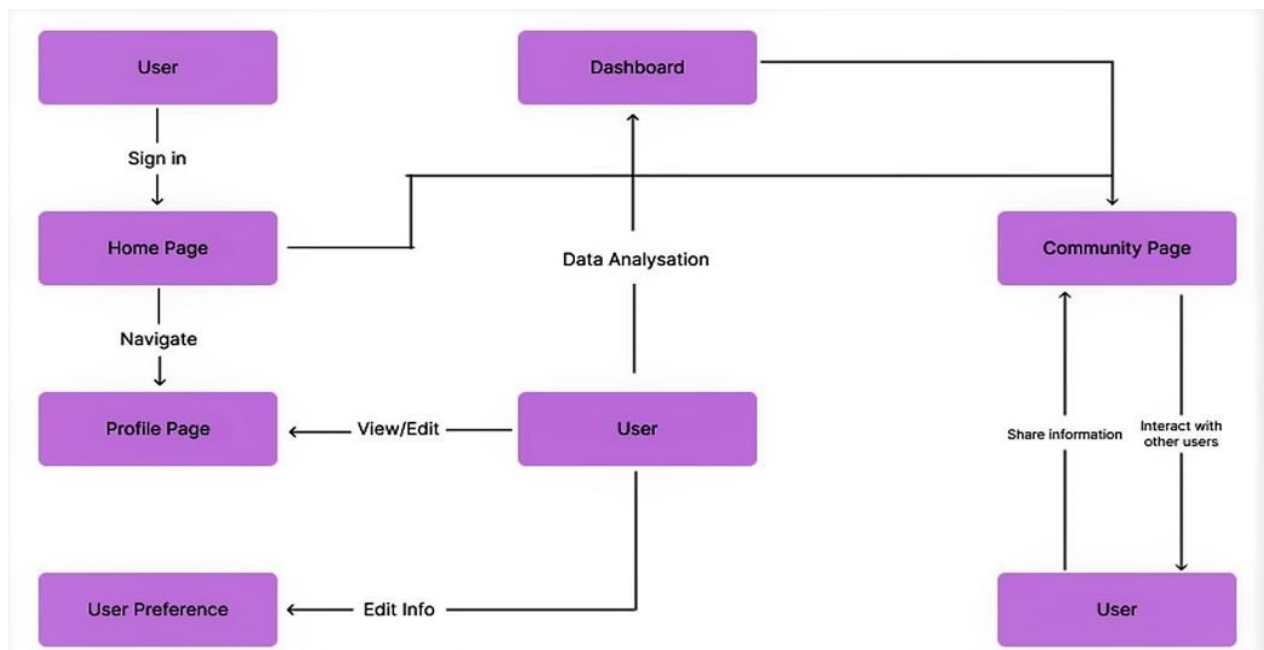 User
Dashboard
Sign in
Home Page
Data Analysation
Community Page
Navigate
Profile Page
View/Edit
User
Share information
Interact with
other users
User Preference
Edit Info
User